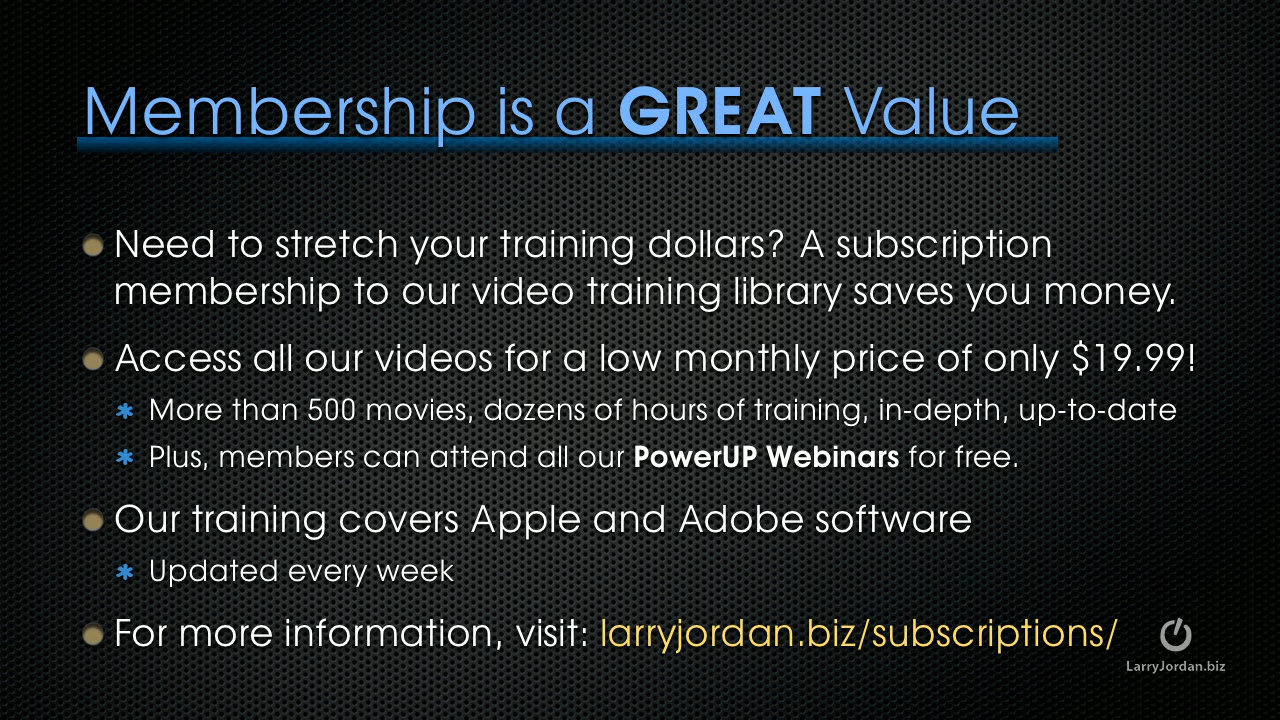 Membership is a GREAT Value
Need to stretch your training dollars? A subscription
membership to our video training library saves you money.
Access all our videos for a low monthly price of only $19.99!
More than 500 movies, dozens of hours of training, in-depth, up-to-date
Plus, members can attend all our PowerUP Webinars for free.
Our training covers Apple and Adobe software
Updated every week
For more information, visit: larryjordan.biz/subscriptions/
LarryJordan.biz